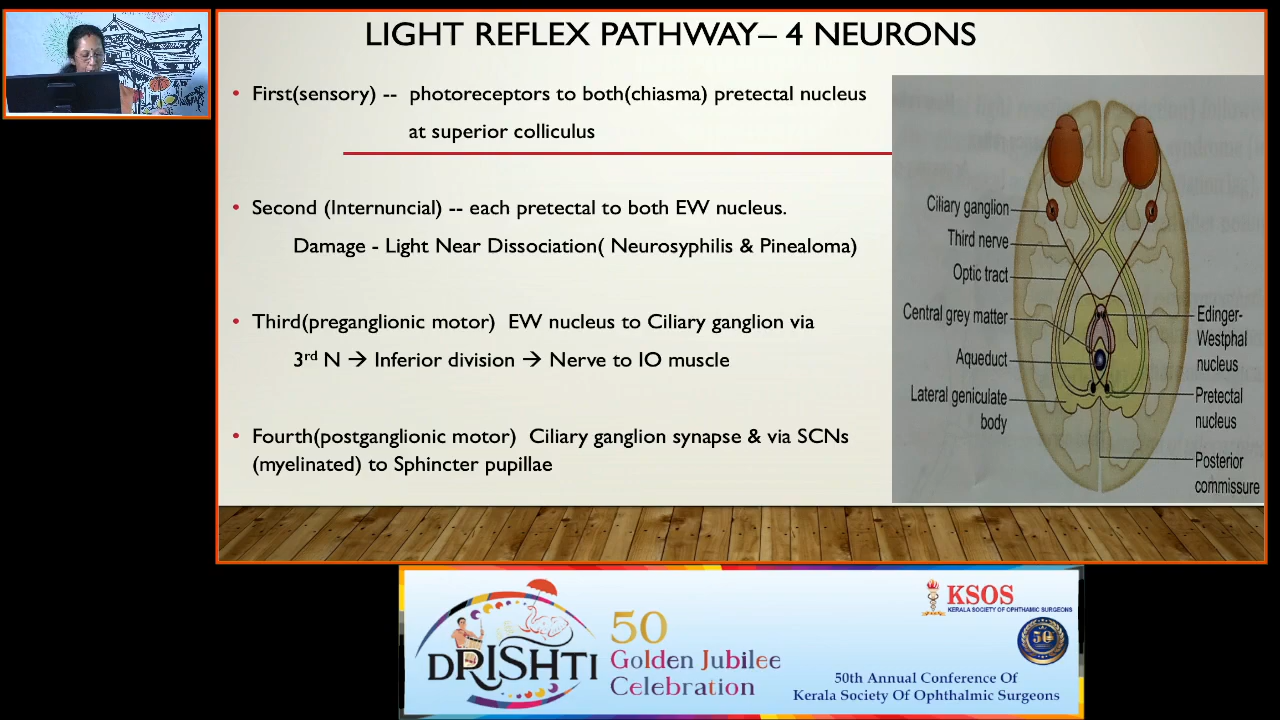 LIGHT REFLEX PATHWAY– 4 NEURONS
• First(sensory) -- photoreceptors to both(chiasma) pretectal nucleus
at superior colliculus
• Second (Internuncial) -- each pretectal to both EW nucleus.
Damage - Light Near Dissociation( Neurosyphilis & Pinealoma)
• Third(preganglionic motor) EW nucleus to Ciliary ganglion via
3rd N → Inferior division → Nerve to IO muscle
• Fourth(postganglionic motor) Ciliary ganglion synapse & via SCNs
(myelinated) to Sphincter pupillae
Ciliary ganglion
Third nerve
Optic tract
Central grey matter
Aqueduct
Lateral geniculate
body
Edinger-
Westphal
nucleus
Pretectal
nucleus
Posterior
commissure
DRISHTI
50
Golden Jubilee
Celebration
KSOS
KERALA SOCIETY OF OPHTHAMIC SURGEONS
50
50th Annual Conference Of
Kerala Society Of Ophthalmic Surgeons